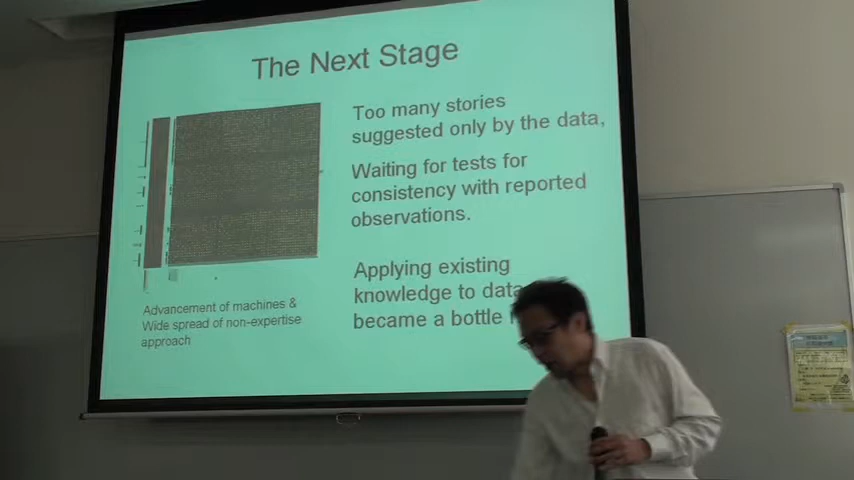 The Next Stage
Too many stories
suggested only by the data,
Waiting for tests for
consistency with reported
observations.
Applying existing
knowledge to data
became a bottle
Advancement of machines &
Wide spread of non-expertise
approach